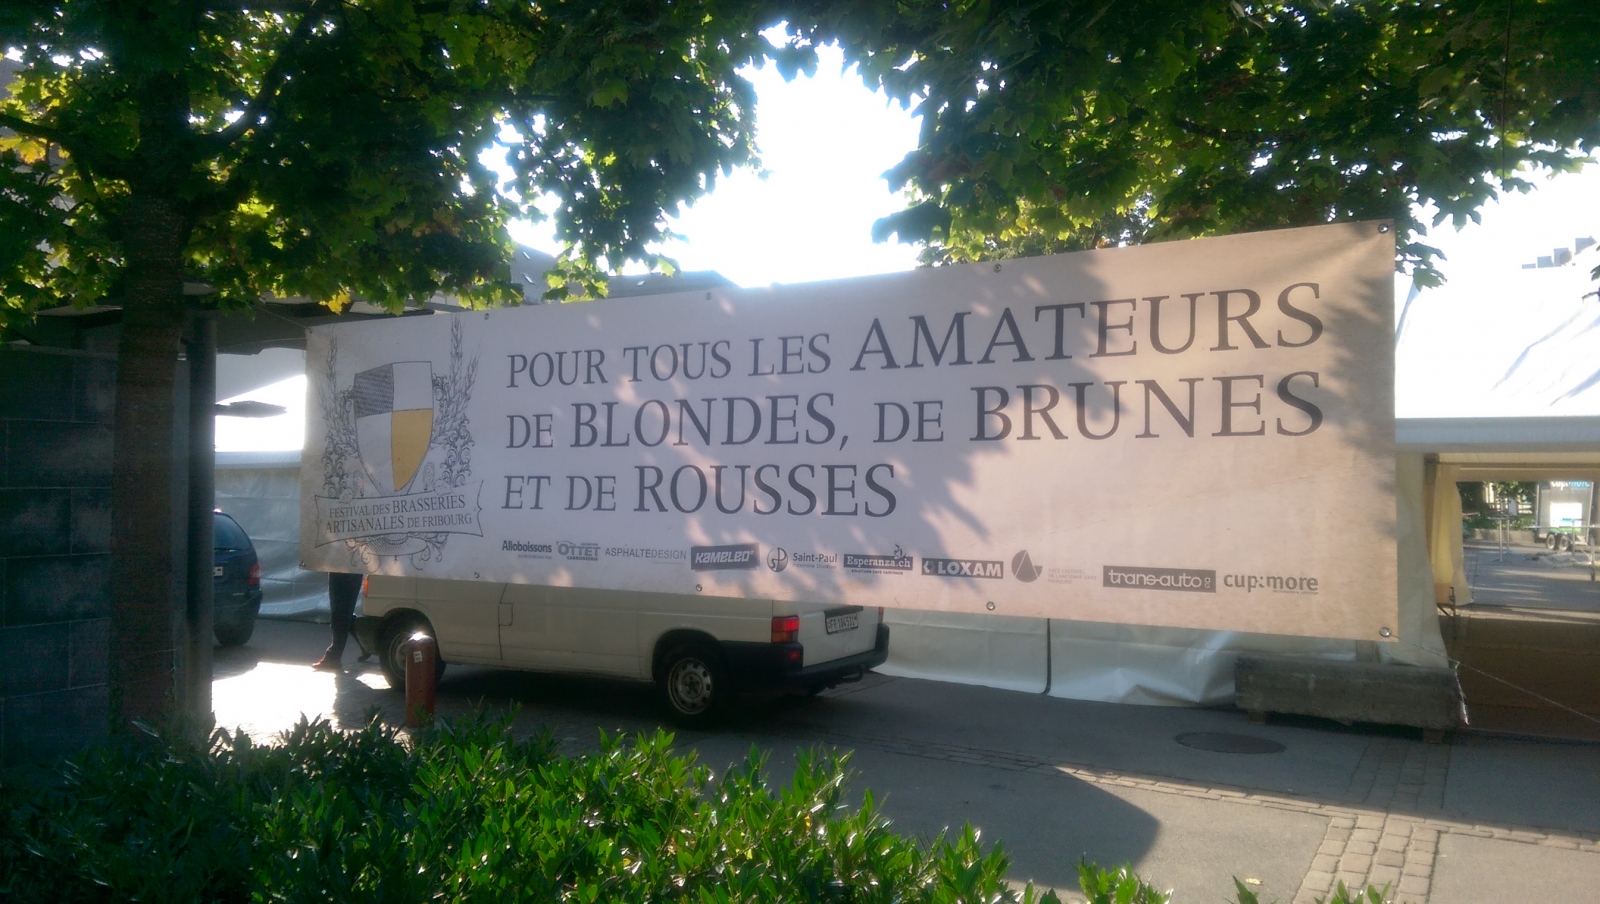 POUR TOUS LES AMATEURS
DE BLONDES, DE BRUNES
ET DE ROUSSES
FESTIVAL DES BRASSERIES
ARTISANALES DE FRIBOURG
Alloboissons
OTTET
ASPHALTEDESIGN
KAMELEO
Saint-Paul
Esperanza.ch
LOXAM
trans-auto
cup&more